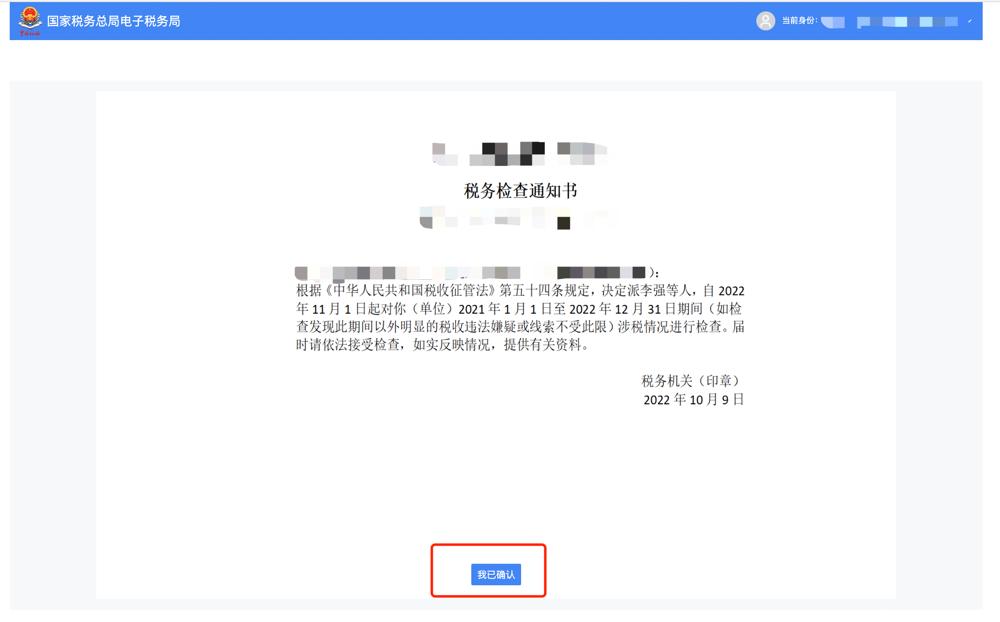 国家税务总局电子税务局
中国税务
当前身份:
税务检查通知书
):
根据《中华人民共和国税收征管法》第五十四条规定，决定派李强等人，自 2022
年 11 月 1 日起对你（单位）2021 年 1 月 1 日至 2022 年 12 月 31 日期间（如检
查发现此期间以外明显的税收违法嫌疑或线索不受此限）涉税情况进行检查。届
时请依法接受检查，如实反映情况，提供有关资料。
税务机关（印章）
2022 年 10 月 9 日
我已确认